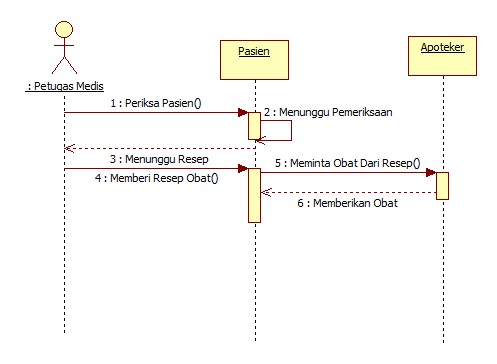 Pasien
Apoteker
: Petugas Medis
1 : Periksa Pasien()
2 : Menunggu Pemeriksaan
3 : Menunggu Resep
4 : Memberi Resep Obat()
5 : Meminta Obat Dari Resep()
6 : Memberikan Obat